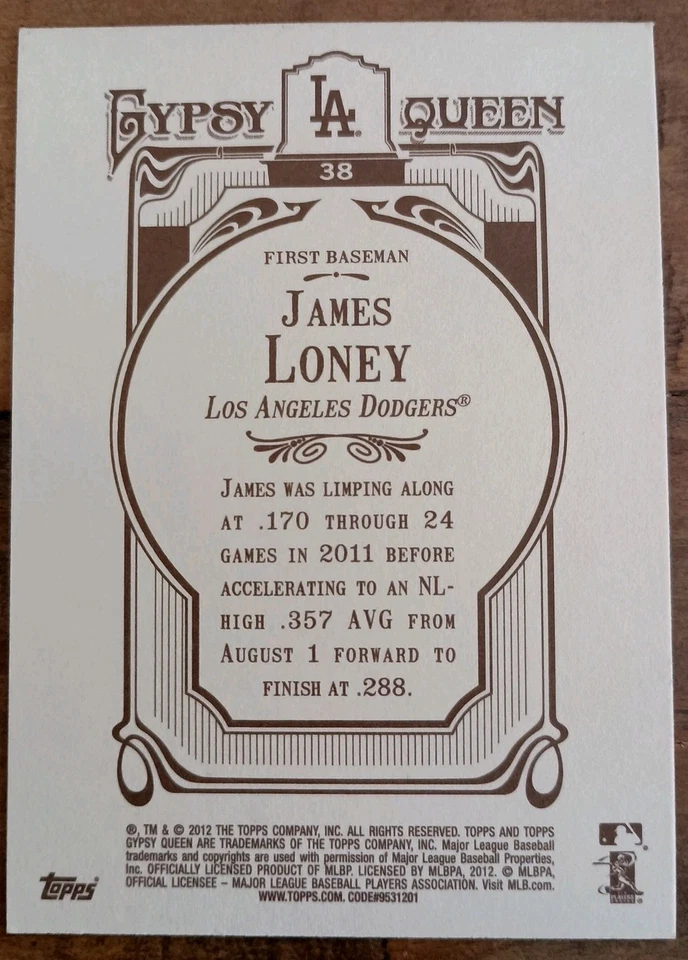 GYPSY LA QUEEN
38
FIRST BASEMAN
JAMES
LONEY
LOS ANGELES DODGERS®
JAMES WAS LIMPING ALONG
AT .170 THROUGH 24
GAMES IN 2011 BEFORE
ACCELERATING TO AN NL-
HIGH .357 AVG FROM
AUGUST 1 FORWARD TO
FINISH AT .288.
®, TM & © 2012 THE TOPPS COMPANY, INC. ALL RIGHTS RESERVED. TOPPS AND TOPPS
GYPSY QUEEN ARE TRADEMARKS OF THE TOPPS COMPANY, INC. Major League Baseball
trademarks and copyrights are used with permission of Major League Baseball Properties,
Inc. OFFICIALLY LICENSED PRODUCT OF MLBP. LICENSED BY MLBPA, 2012. © MLBPA,
OFFICIAL LICENSEE – MAJOR LEAGUE BASEBALL PLAYERS ASSOCIATION. Visit MLB.com.
WWW.TOPPS.COM. CODE#9531201
Topps®